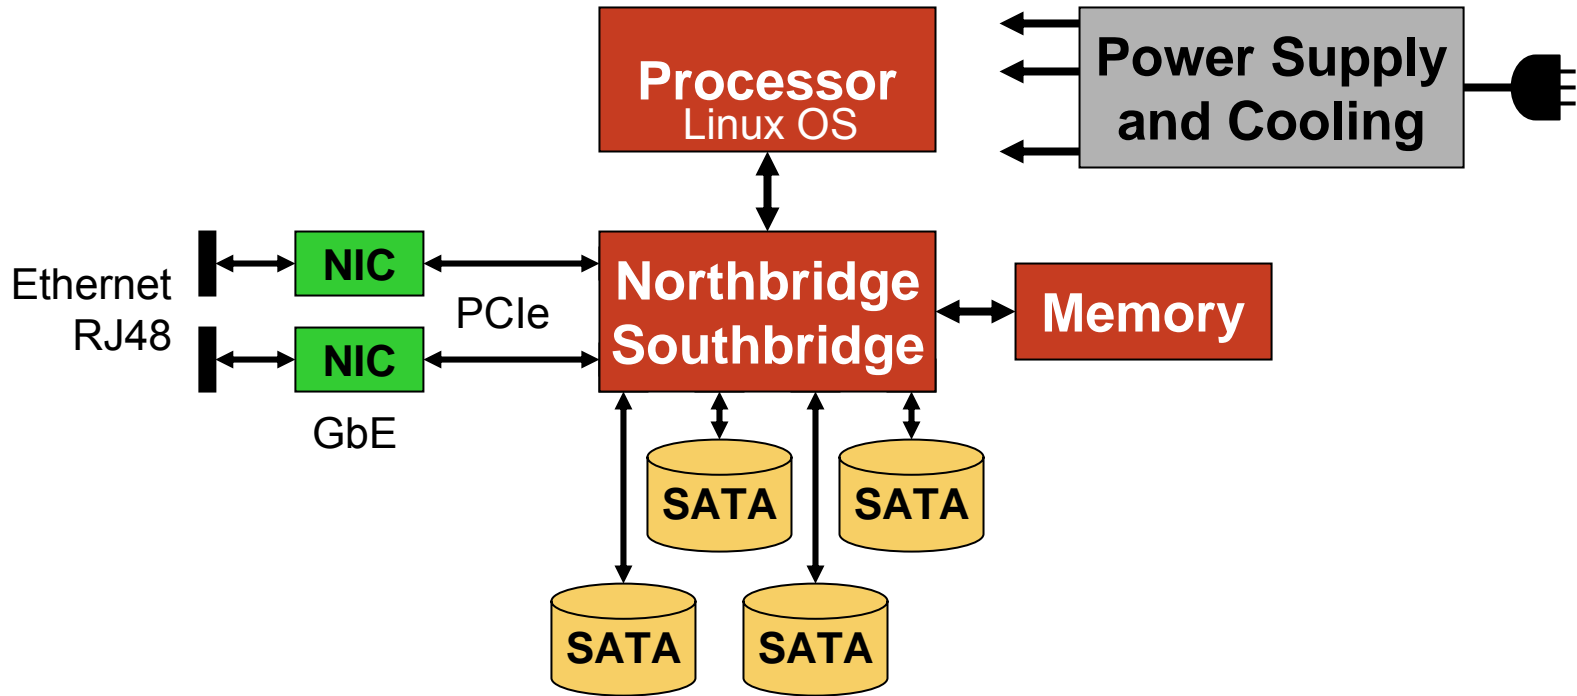 Processor
Linux OS
Power Supply
and Cooling
Ethernet
RJ48
NIC
NIC
GbE
PCIe
Northbridge
Southbridge
Memory
SATA
SATA
SATA
SATA